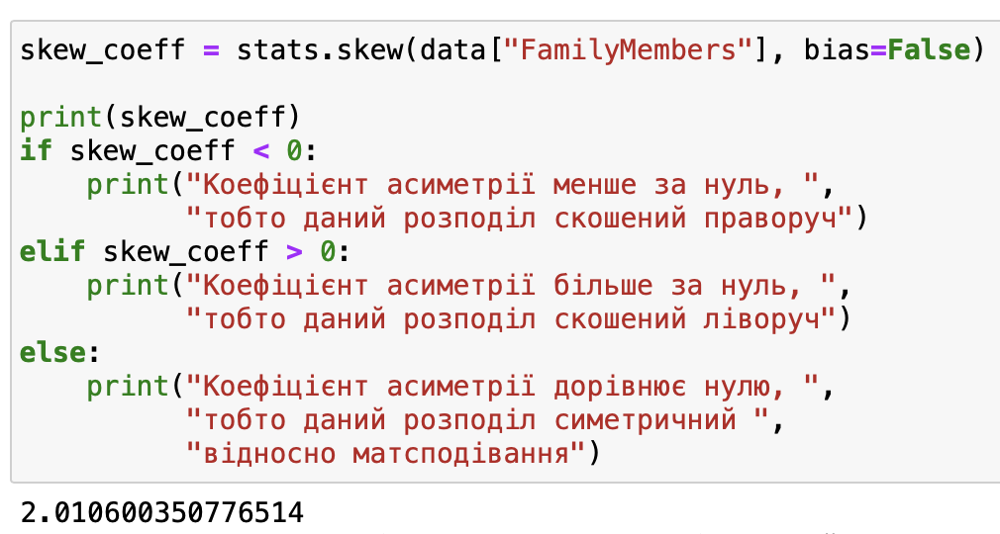 skew_coeff = stats.skew(data["FamilyMembers"], bias=False)
print(skew_coeff)
if skew_coeff < 0:
    print("Коефіцієнт асиметрії менше за нуль, ",
          "тобто даний розподіл скошений праворуч")
elif skew_coeff > 0:
    print("Коефіцієнт асиметрії більше за нуль, ",
          "тобто даний розподіл скошений ліворуч")
else:
    print("Коефіцієнт асиметрії дорівнює нулю, ",
          "тобто даний розподіл симетричний ",
          "відносно матсподівання")
2.010600350776514